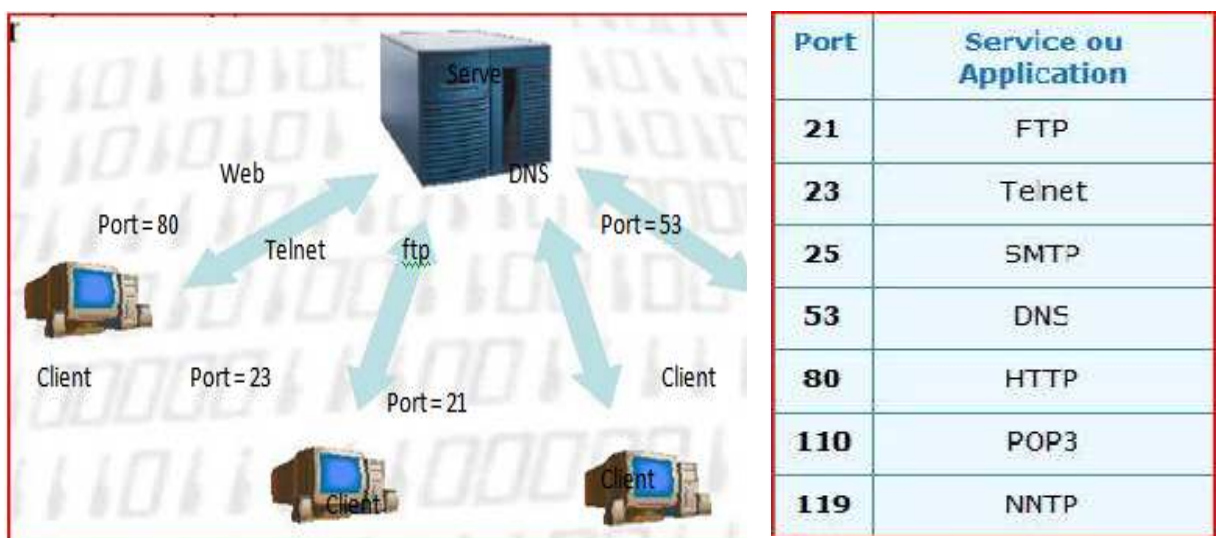 r
Serve
Web
DNS
Port = 80
Port = 53
Telnet
ftp
Client
Port = 23
Client
Port = 21
Client
Client
Port
Service ou
Application
21
FTP
23
Telnet
25
SMTP
53
DNS
80
HTTP
110
POP3
119
NNTP